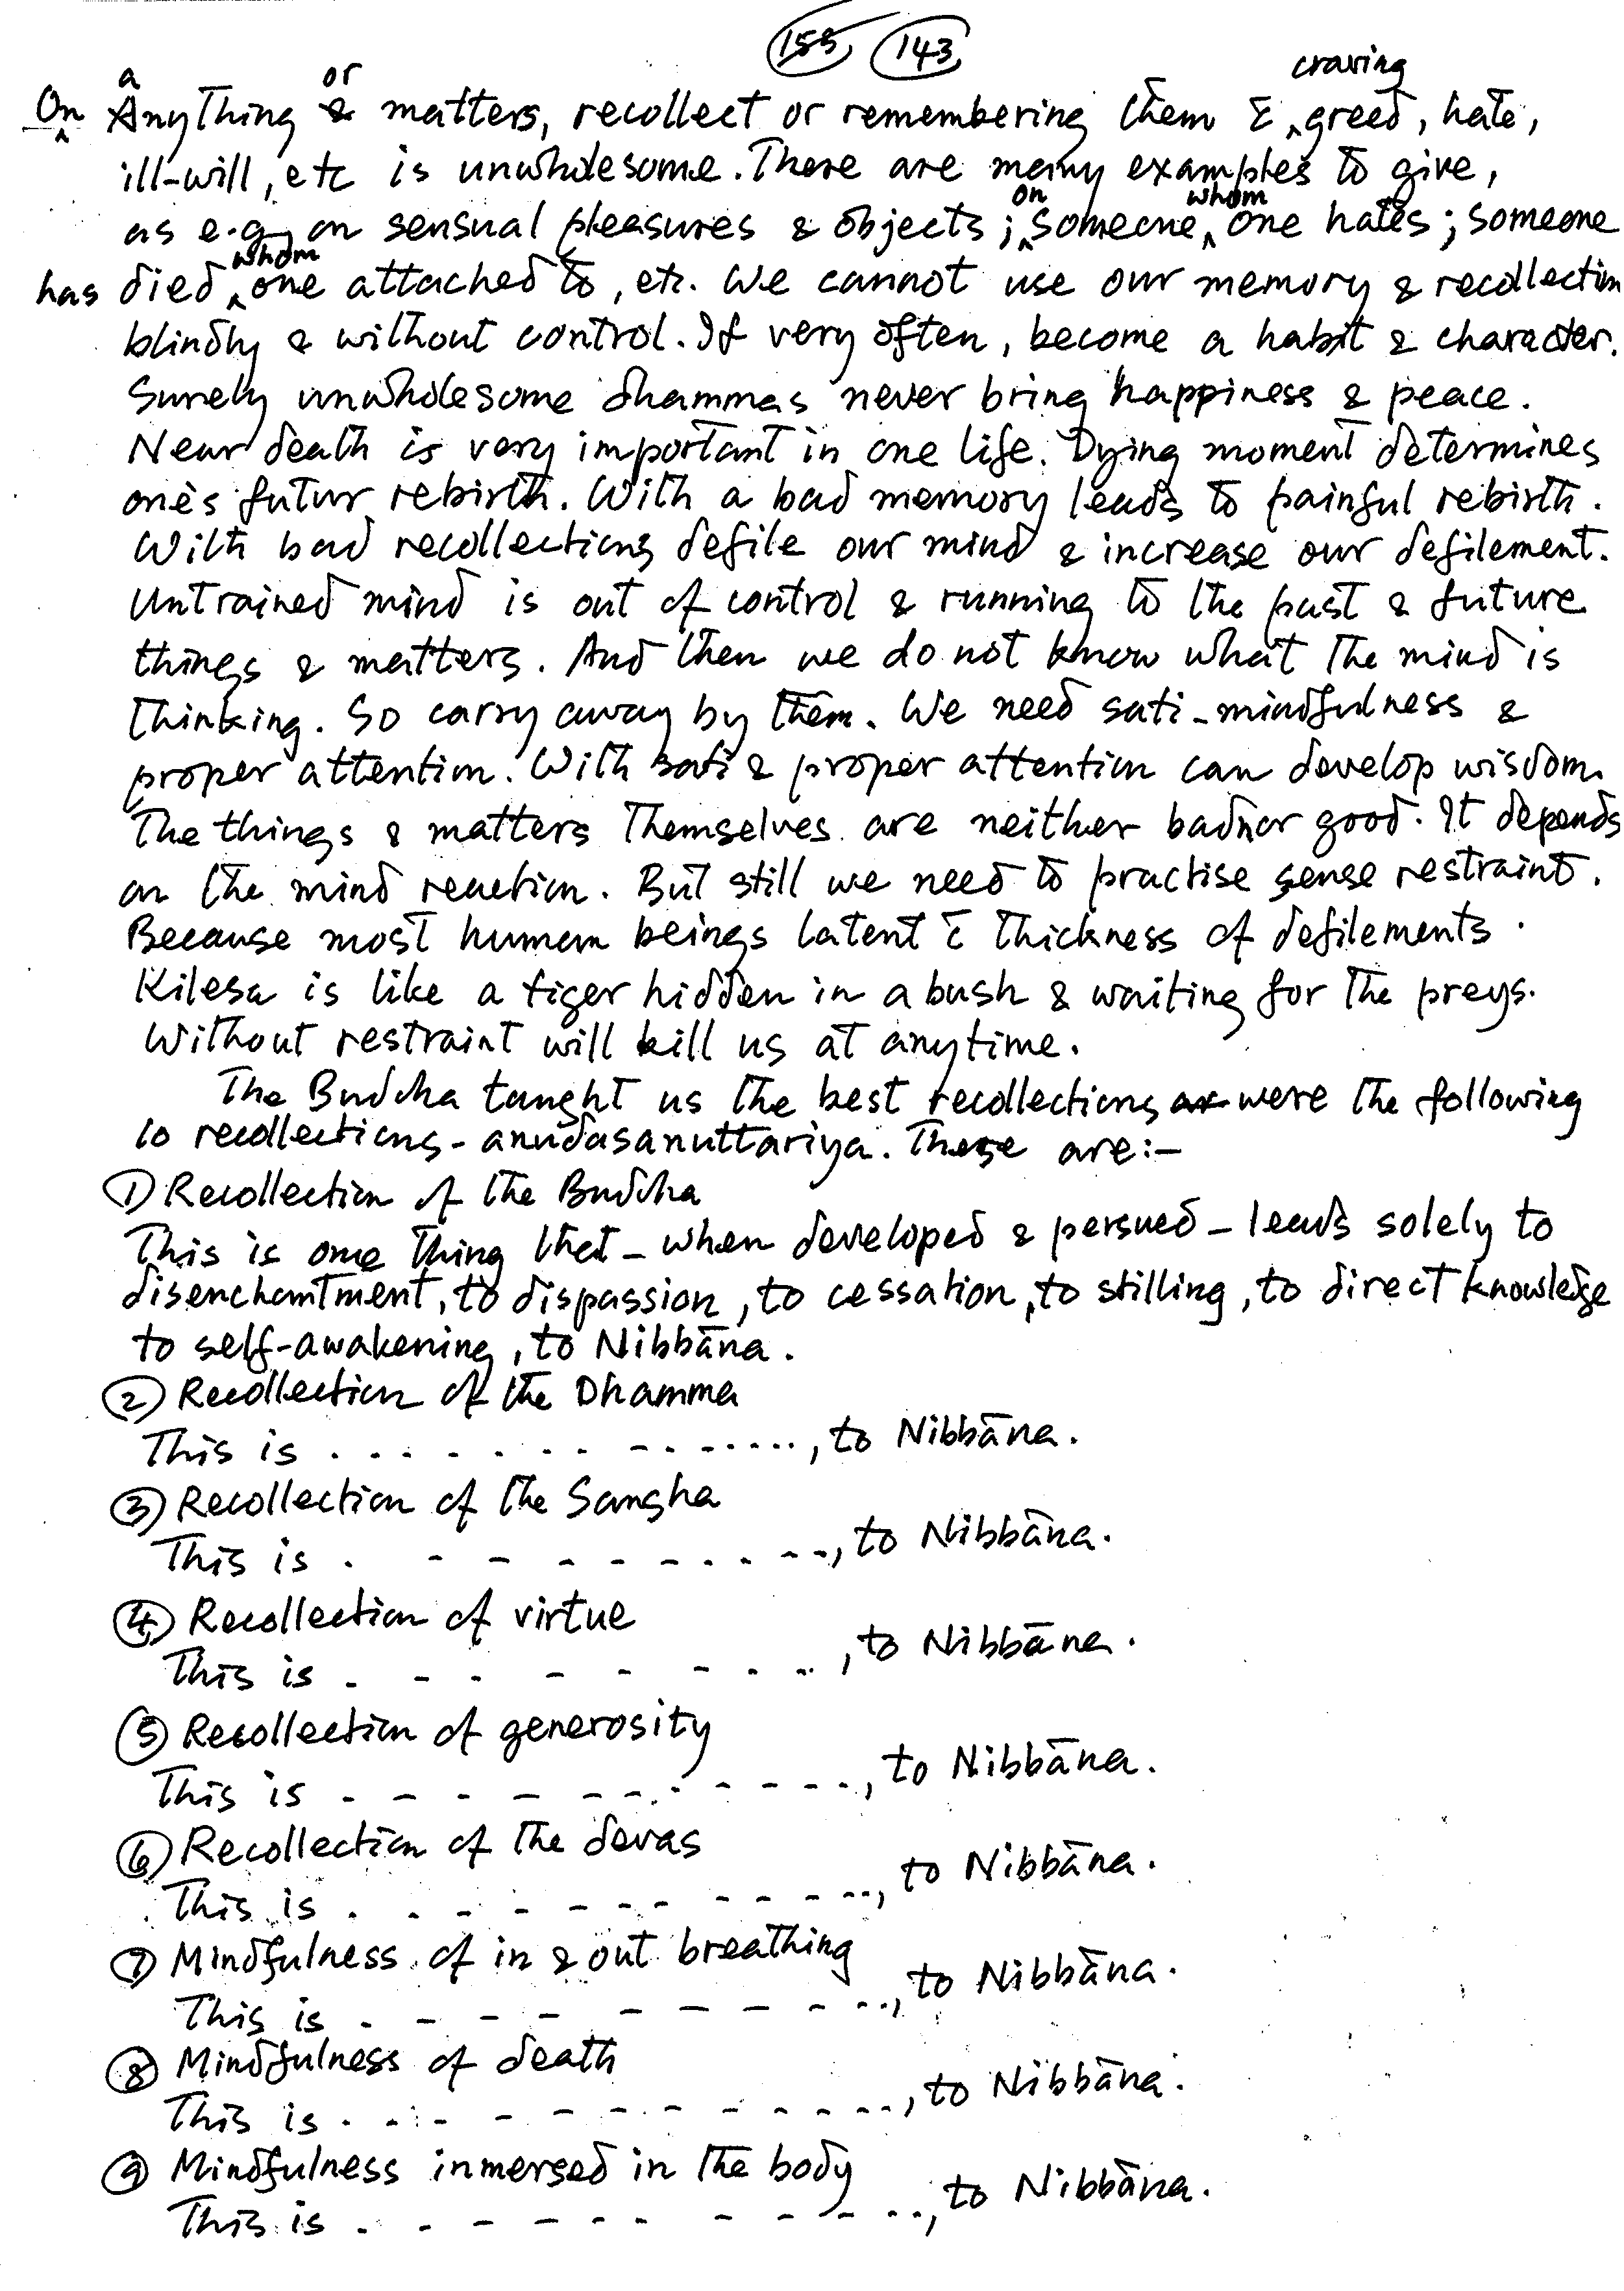 155 143
On anything or matters, recollect or remembering them c̄ craving greed, hate,
ill-will, etc is unwholesome. There are many examples to give,
as e.g. on sensual pleasures & objects; on someone whom one hates; someone
has died whom one attached to, etc. We cannot use our memory & recollection
blindly & without control. If very often, become a habit & character.
Surely unwholesome dhammas never bring happiness & peace.
Near death is very important in one life. Dying moment determines
one's futur rebirth. With a bad memory leads to painful rebirth.
With bad recollections defile our mind & increase our defilement.
Untrained mind is out of control & running to the past & future
things & matters. And then we do not know what the mind is
thinking. So carry away by them. We need sati-mindfulness &
proper attention. With sati & proper attention can develop wisdom.
The things & matters themselves are neither bad nor good. It depends
on the mind reaction. But still we need to practise sense restraint.
Because most human beings latent c̄ thickness of defilements.
Kilesa is like a tiger hidden in a bush & waiting for the preys.
Without restraint will kill us at anytime.
The Buddha taught us the best recollections were the following
10 recollections - anudasanuttariya. These are:-
① Recollection of the Buddha
This is one thing that - when developed & persued - leads solely to
disenchantment, to dispassion, to cessation, to stilling, to direct knowledge
to self-awakening, to Nibbāna.
② Recollection of the Dhamma
This is . . . . . . . . . . . . . . ., to Nibbāna.
③ Recollection of the Sangha
This is . - - - - - . . . - -, to Nibbāna.
④ Recollection of virtue
This is - - - - - - - . . ., to Nibbāna.
⑤ Recollection of generosity
This is - - - - - - - . - - - -, to Nibbāna.
⑥ Recollection of the devas
This is . . - - - - - - - - - -, to Nibbāna.
⑦ Mindfulness of in & out breathing
This is . - - - - - - - - - . ., to Nibbāna.
⑧ Mindfulness of death
This is . . - - - - - - - - - - . ., to Nibbāna.
⑨ Mindfulness inmersed in the body
This is . - - - - - - - - - . ., to Nibbāna.